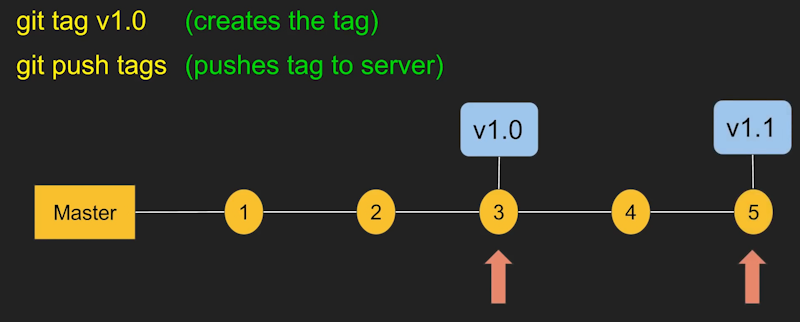 git tag v1.0 (creates the tag)
git push tags (pushes tag to server)
v1.0
v1.1
Master
1
2
3
4
5